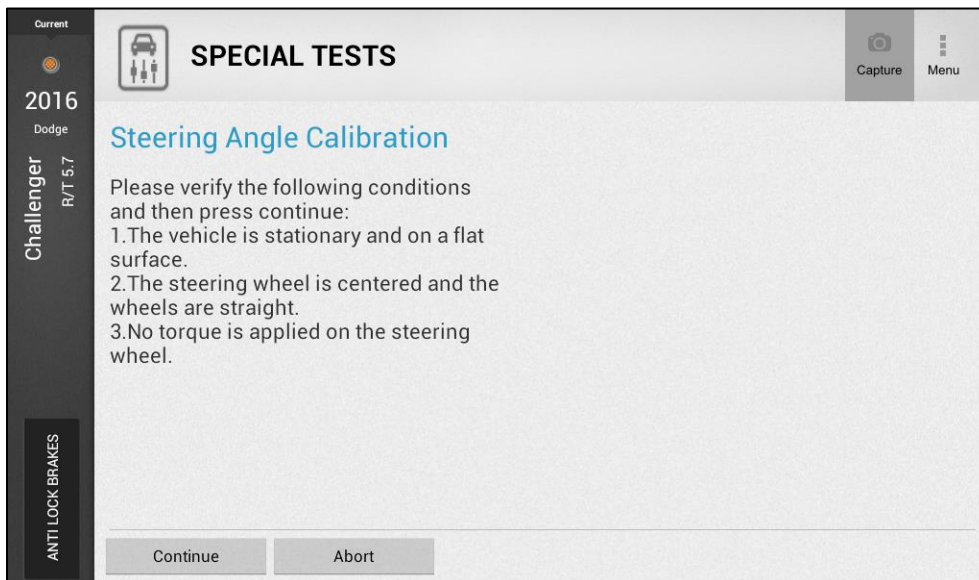 Current
2016
Dodge
Challenger
R/T 5.7
ANTI LOCK BRAKES
SPECIAL TESTS
Capture
Menu
Steering Angle Calibration
Please verify the following conditions
and then press continue:
1.The vehicle is stationary and on a flat
surface.
2.The steering wheel is centered and the
wheels are straight.
3.No torque is applied on the steering
wheel.
Continue
Abort